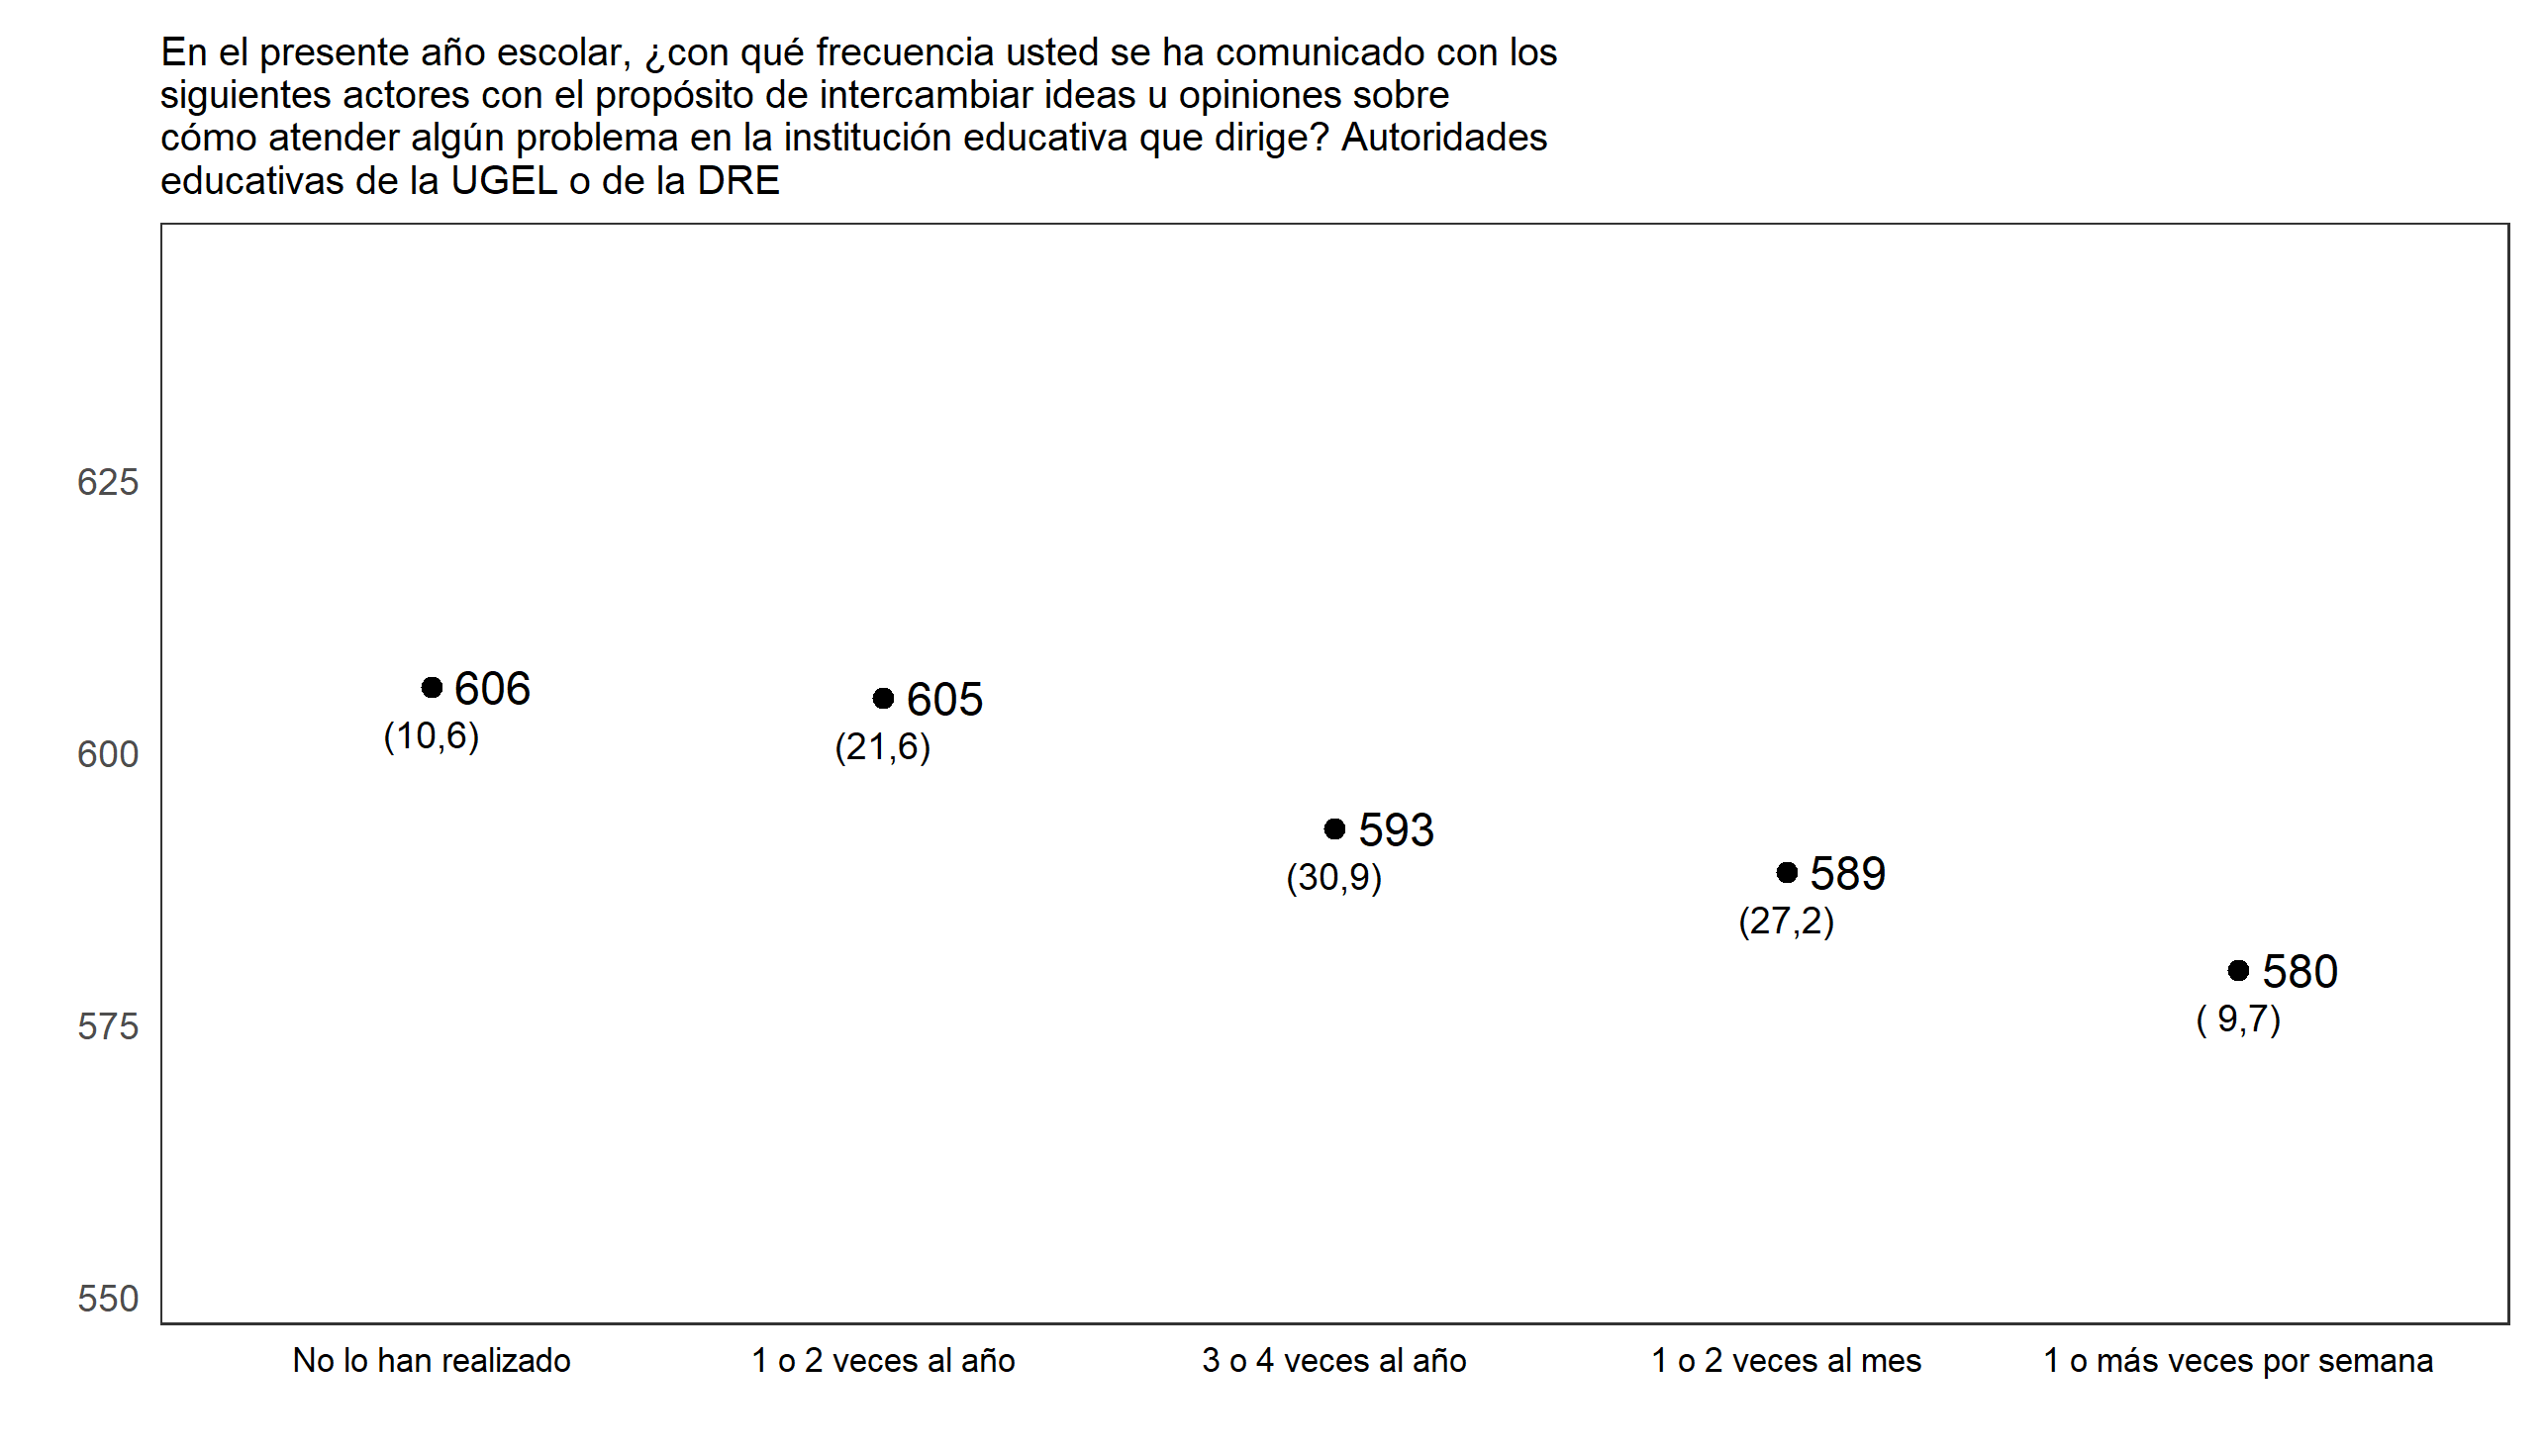 En el presente año escolar, ¿con qué frecuencia usted se ha comunicado con los
siguientes actores con el propósito de intercambiar ideas u opiniones sobre
cómo atender algún problema en la institución educativa que dirige? Autoridades
educativas de la UGEL o de la DRE
625
600
575
550
606
(10,6)
605
(21,6)
593
(30,9)
589
(27,2)
580
( 9,7)
No lo han realizado
1 o 2 veces al año
3 o 4 veces al año
1 o 2 veces al mes
1 o más veces por semana